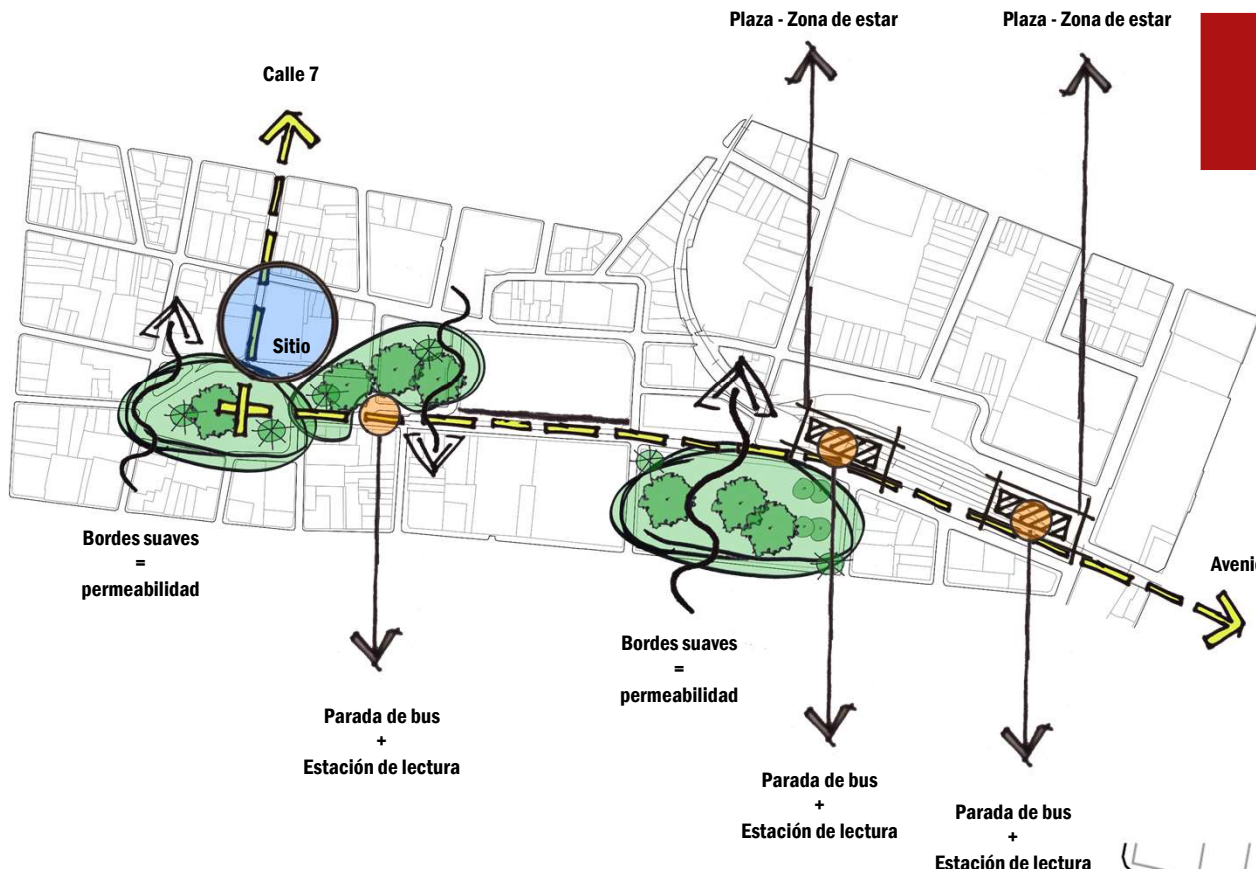 Plaza - Zona de estar
Plaza - Zona de estar
Calle 7
Sitio
Bordes suaves
=
permeabilidad
Avenid
Bordes suaves
=
permeabilidad
Parada de bus
+
Estación de lectura
Parada de bus
+
Estación de lectura
Parada de bus
+
Estación de lectura